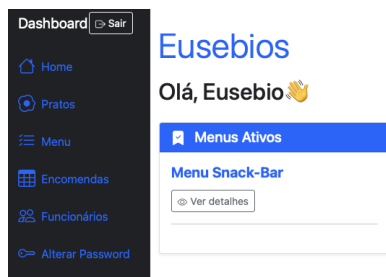 Dashboard Sair
Home
Pratos
Menu
Encomendas
Funcionários
Alterar Password
Eusebios
Olá, Eusebio👋
Menus Ativos
Menu Snack-Bar
Ver detalhes